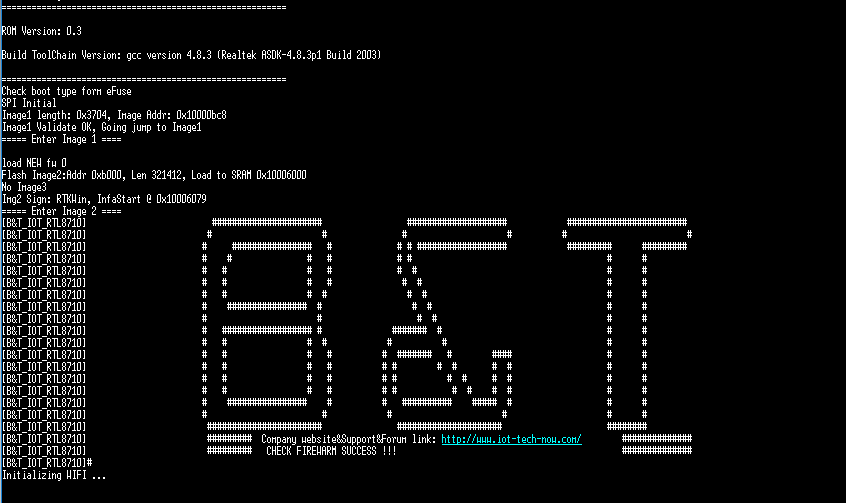 =========================================================
ROM Version: 0.3
Build ToolChain Version: gcc version 4.8.3 (Realtek ASDK-4.8.3p1 Build 2003)
=========================================================
Check boot type form eFuse
SPI Initial
Image1 length: 0x3704, Image Addr: 0x10000bc8
Image1 Validate OK, Going jump to Image1
===== Enter Image 1 ====
load NEW fw 0
Flash Image2:Addr 0xb000, Len 321412, Load to SRAM 0x10006000
No Image3
Img2 Sign: RTKWin, InfaStart @ 0x10006079
===== Enter Image 2 ====
[B&T_IOT_RTL8710] ###################### #################### ########################
[B&T_IOT_RTL8710] # # # # # #
[B&T_IOT_RTL8710] # ################ # # # ################## ######### #########
[B&T_IOT_RTL8710] # # # # # # # #
[B&T_IOT_RTL8710] # # # # # # # #
[B&T_IOT_RTL8710] # # # # # # # #
[B&T_IOT_RTL8710] # # # # # # # #
[B&T_IOT_RTL8710] # ################ # # # # #
[B&T_IOT_RTL8710] # # # # # #
[B&T_IOT_RTL8710] # ################## # ####### # # #
[B&T_IOT_RTL8710] # # # # # # # #
[B&T_IOT_RTL8710] # # # # # ####### # #### # #
[B&T_IOT_RTL8710] # # # # # # # # # # # #
[B&T_IOT_RTL8710] # # # # # # # # # # # #
[B&T_IOT_RTL8710] # # # # # # # # # # # #
[B&T_IOT_RTL8710] # ################ # # ########## ##### # # #
[B&T_IOT_RTL8710] # # # # # #
[B&T_IOT_RTL8710] ####################### ##################### ########
[B&T_IOT_RTL8710] ######### Company website&Support&Forum link: http://www.iot-tech-now.com/ ##############
[B&T_IOT_RTL8710] ######### CHECK FIREWARM SUCCESS !!! ##############
[B&T_IOT_RTL8710]#
Initializing WIFI ...